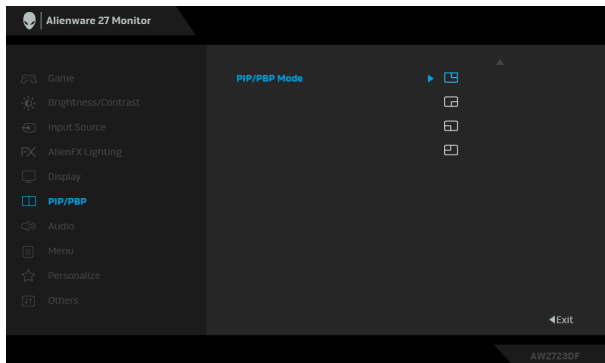 Alienware 27 Monitor
Game
PIP/PBP Mode
Brightness/Contrast
Input Source
AlienFX Lighting
Display
PIP/PBP
Audio
Menu
Personalize
Others
Exit
AW2723DF